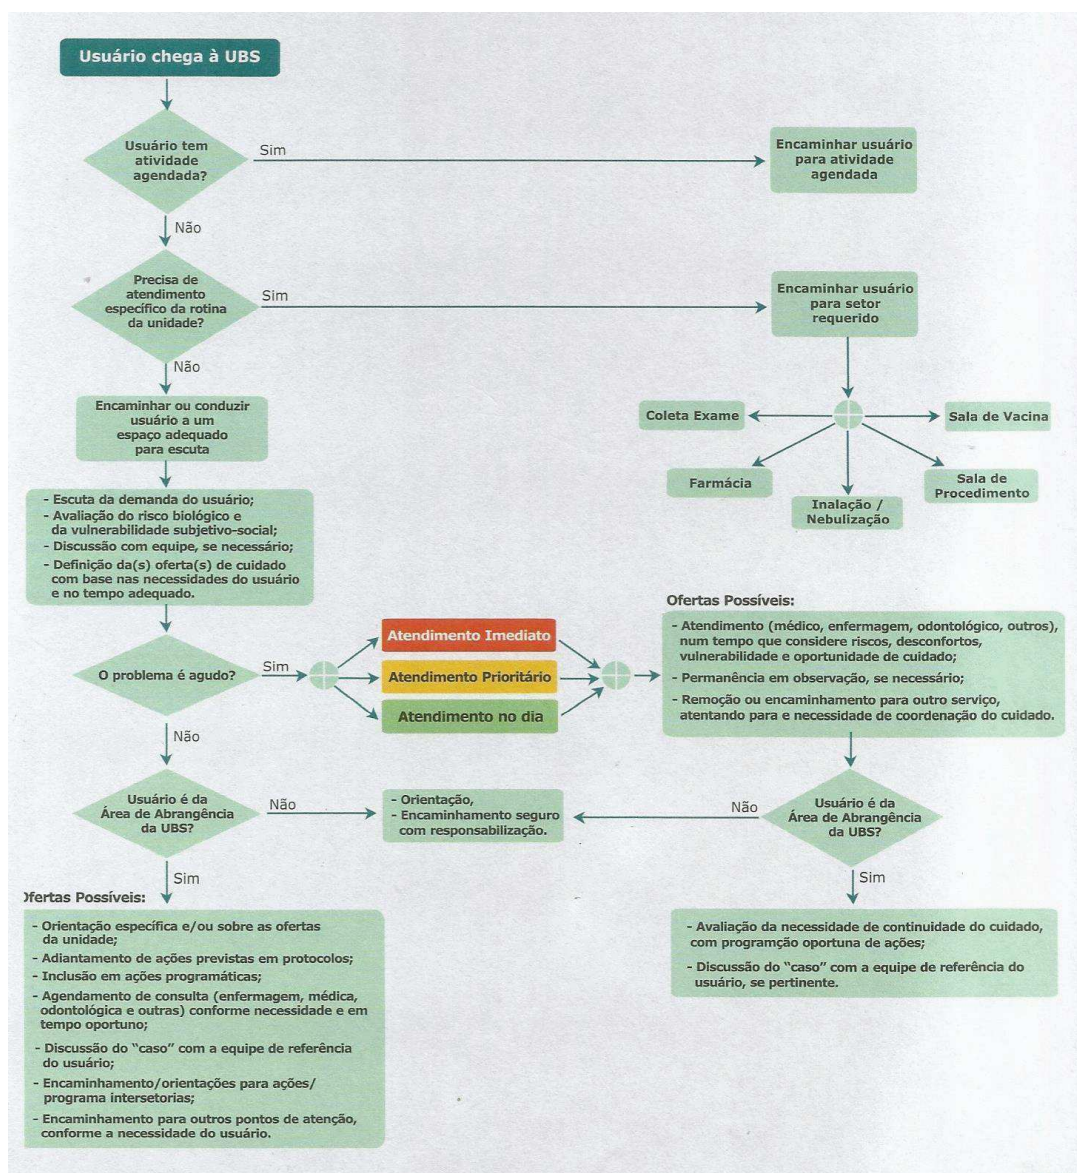 Usuário chega à UBS
Usuário tem
atividade
agendada?
Sim
Encaminhar usuário
para atividade
agendada
Não
Precisa de
atendimento
específico da rotina
da unidade?
Sim
Encaminhar usuário
para setor
requerido
Não
Encaminhar ou conduzir
usuário a um
espaço adequado
para escuta
Coleta Exame
Sala de Vacina
Farmácia
Sala de
Procedimento
Inalação /
Nebulização
- Escuta da demanda do usuário;
- Avaliação do risco biológico e
da vulnerabilidade subjetivo-social;
- Discussão com equipe, se necessário;
- Definição da(s) oferta(s) de cuidado
com base nas necessidades do usuário
e no tempo adequado.
O problema é agudo?
Sim
Atendimento Imediato
Atendimento Prioritário
Atendimento no dia
Ofertas Possíveis:
- Atendimento (médico, enfermagem, odontológico, outros),
num tempo que considere riscos, desconfortos,
vulnerabilidade e oportunidade de cuidado;
- Permanência em observação, se necessário;
- Remoção ou encaminhamento para outro serviço,
atentando para e necessidade de coordenação do cuidado.
Não
Usuário é da
Área de Abrangência
da UBS?
Não
- Orientação,
- Encaminhamento seguro
com responsabilização.
Não
Usuário é da
Área de Abrangência
da UBS?
Sim
Sim
Ofertas Possíveis:
- Orientação específica e/ou sobre as ofertas
da unidade;
- Adiantamento de ações previstas em protocolos;
- Inclusão em ações programáticas;
- Agendamento de consulta (enfermagem, médica,
odontológica e outras) conforme necessidade e em
tempo oportuno;
- Discussão do “caso” com a equipe de referência
do usuário;
- Encaminhamento/orientações para ações/
programa intersetorias;
- Encaminhamento para outros pontos de atenção,
conforme a necessidade do usuário.
- Avaliação da necessidade de continuidade do cuidado,
com programção oportuna de ações;
- Discussão do “caso” com a equipe de referência do
usuário, se pertinente.